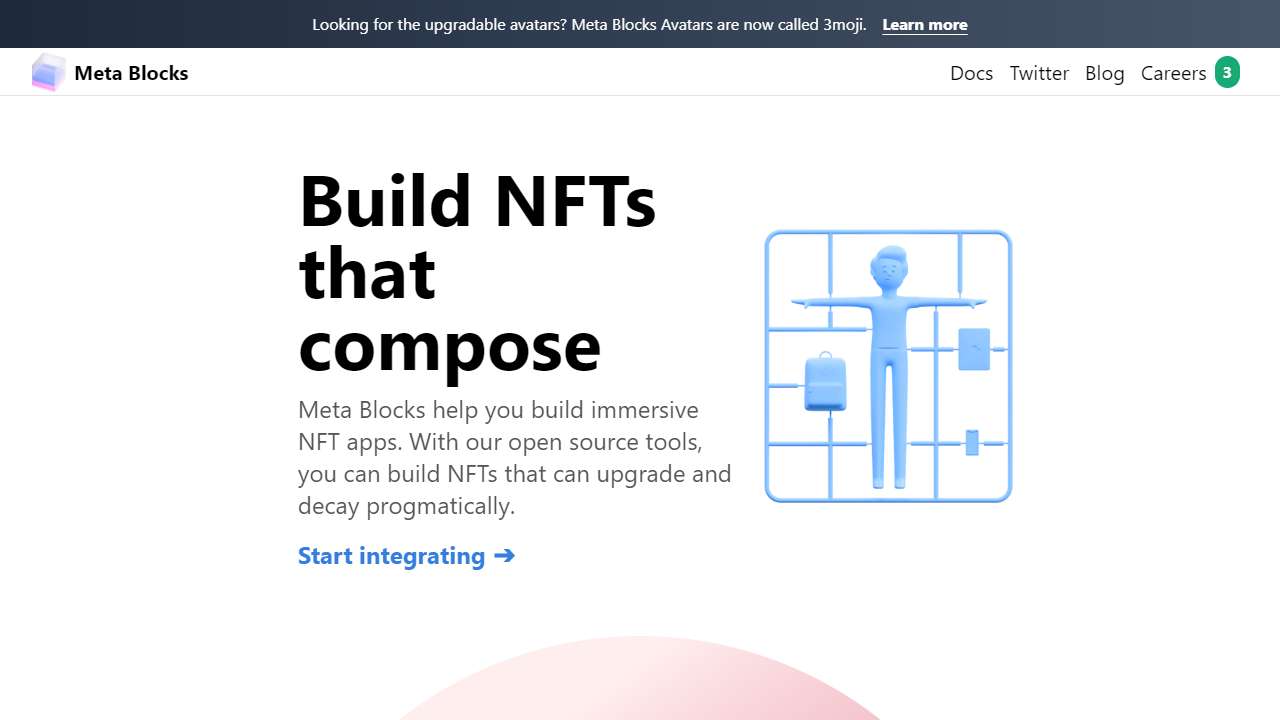 Looking for the upgradable avatars? Meta Blocks Avatars are now called 3moji. Learn more
Meta Blocks
Docs Twitter Blog Careers 3
Build NFTs
that
compose
Meta Blocks help you build immersive
NFT apps. With our open source tools,
you can build NFTs that can upgrade and
decay progmatically.
Start integrating ➔